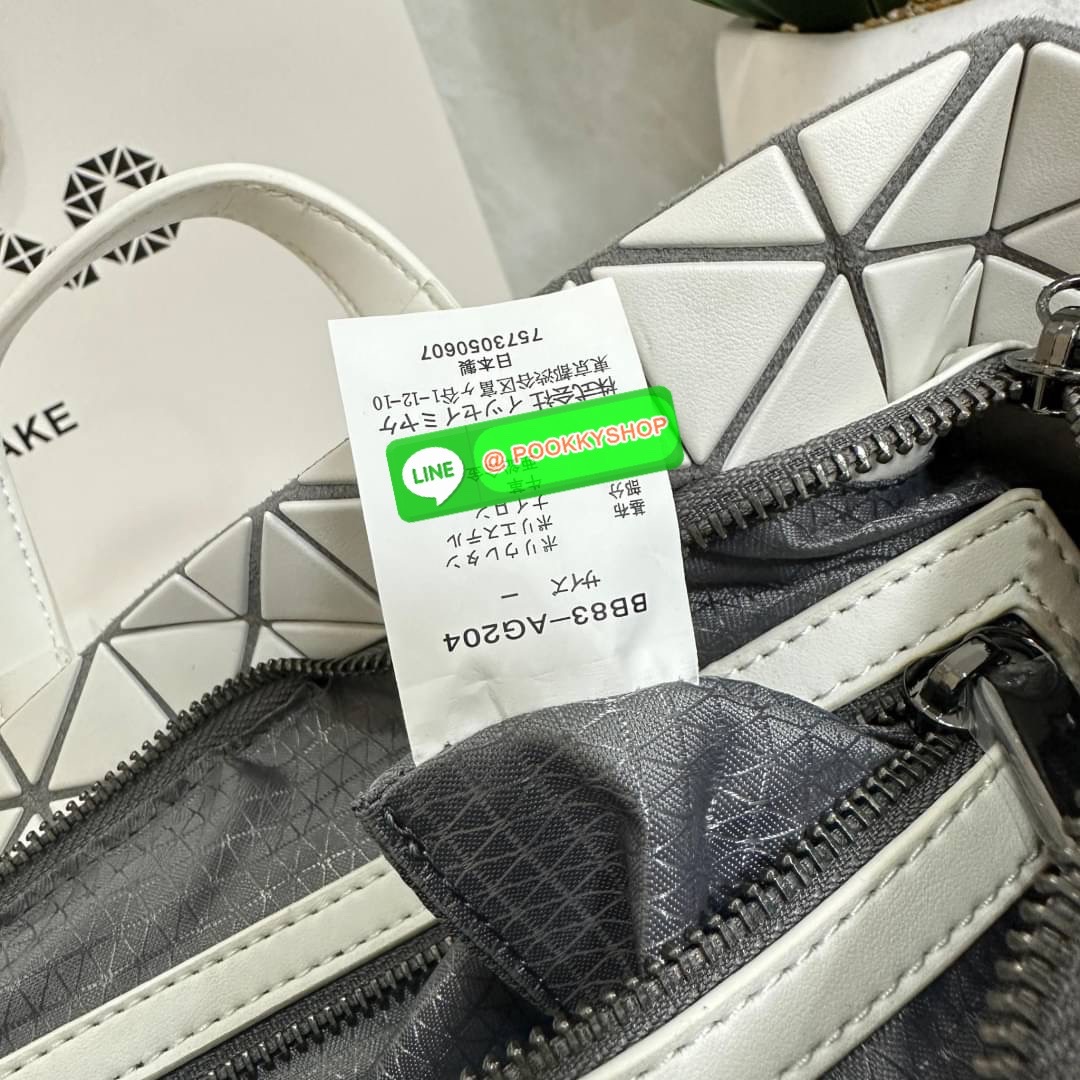 AKE
BB83-AG204
サイズ －
基布 ポリウレタン
部分 ポリエステル
ナイロン
牛革
LINE @ POOKKYSHOP
株式会社 イッセイ ミヤケ
東京都渋谷区富ヶ谷1-12-10
日本製
7573050607